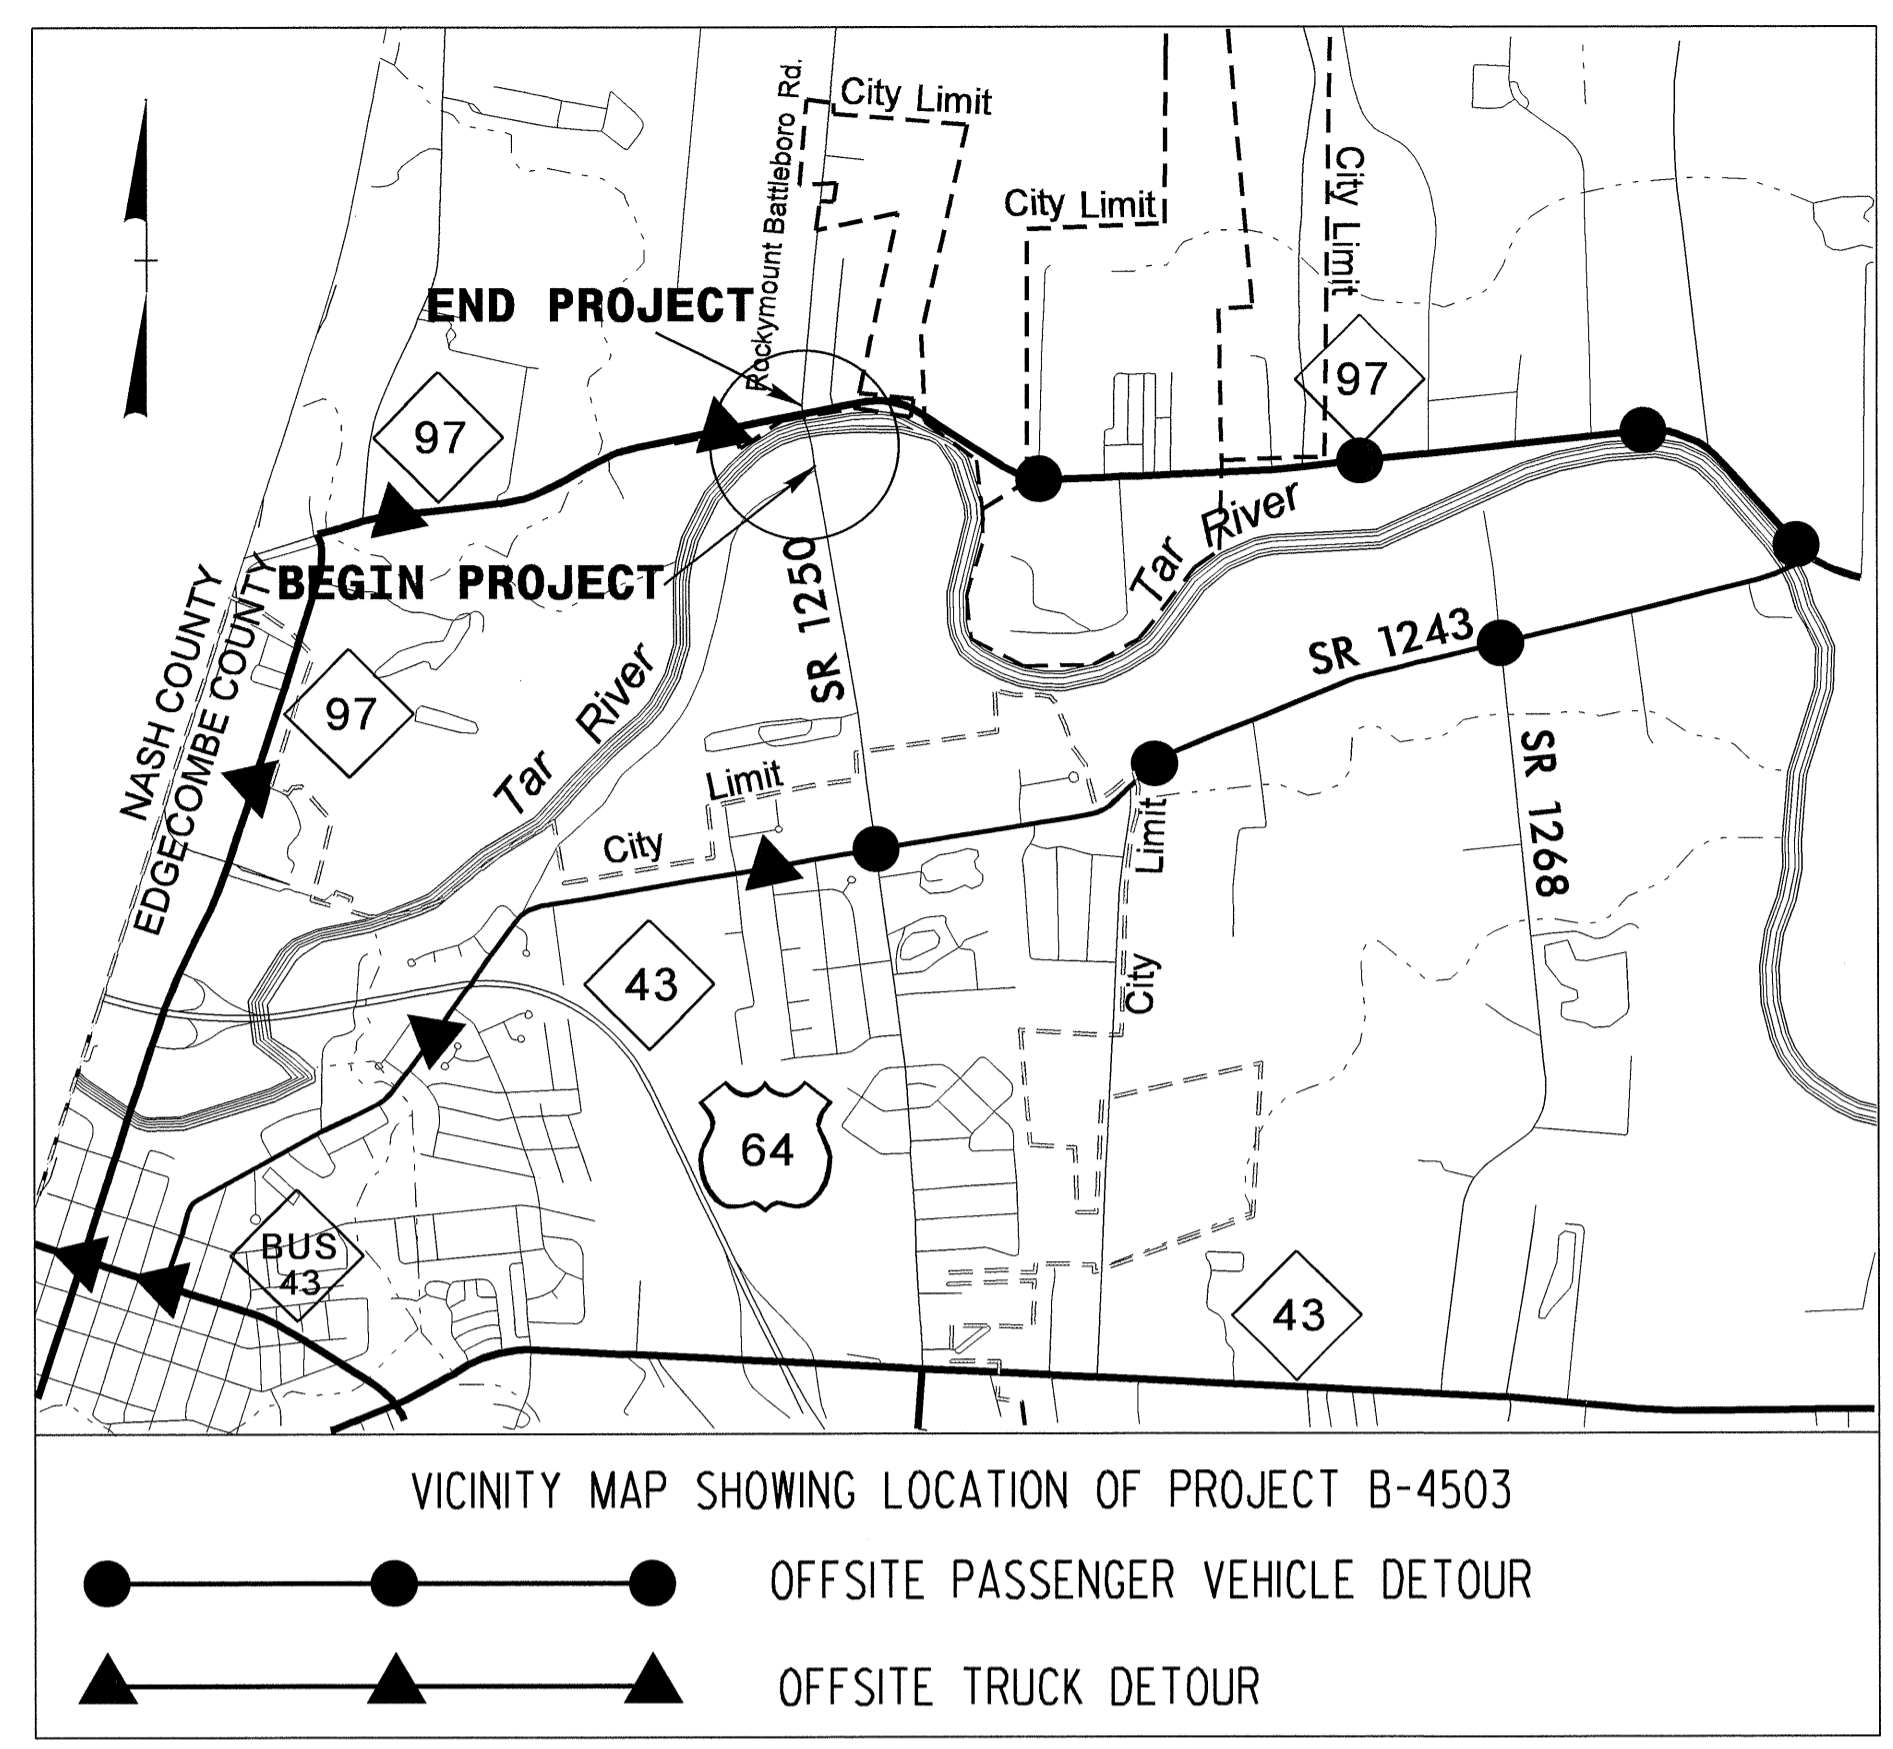 City Limit
Rockymount Battleboro Rd.
City Limit
City Limit
END PROJECT
97
97
BEGIN PROJECT
Tar River
SR 1250
NASH COUNTY
EDGECOMBE COUNTY
97
Tar River
SR 1243
SR 1268
City Limit
City Limit
43
64
BUS
43
43
VICINITY MAP SHOWING LOCATION OF PROJECT B-4503
OFFSITE PASSENGER VEHICLE DETOUR
OFFSITE TRUCK DETOUR